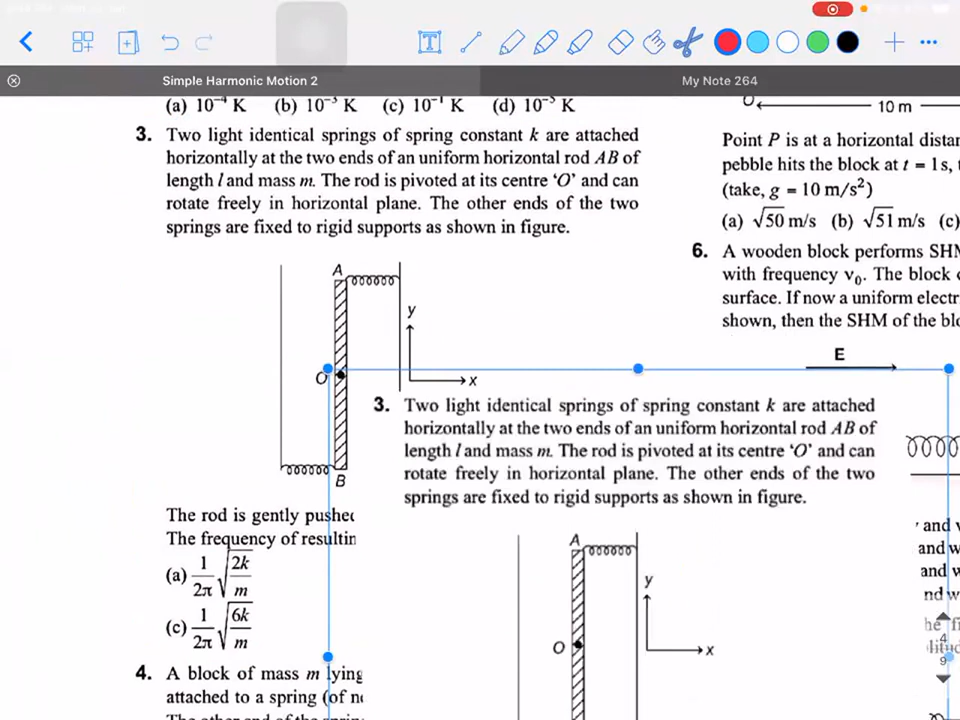 Simple Harmonic Motion 2
My Note 264
(a) 10⁻⁴ K (b) 10⁻³ K (c) 10⁻¹ K (d) 10⁻⁵ K
3. Two light identical springs of spring constant k are attached
horizontally at the two ends of an uniform horizontal rod AB of
length l and mass m. The rod is pivoted at its centre 'O' and can
rotate freely in horizontal plane. The other ends of the two
springs are fixed to rigid supports as shown in figure.
A
y
O
x
B
The rod is gently pushed
The frequency of resultin
(a) 1/2π √2k/m
(c) 1/2π √6k/m
4. A block of mass m lying
attached to a spring (of n
3. Two light identical springs of spring constant k are attached
horizontally at the two ends of an uniform horizontal rod AB of
length l and mass m. The rod is pivoted at its centre 'O' and can
rotate freely in horizontal plane. The other ends of the two
springs are fixed to rigid supports as shown in figure.
A
y
O
x
10 m
Point P is at a horizontal distan
pebble hits the block at t = 1s, t
(take, g = 10 m/s²)
(a) √50 m/s (b) √51 m/s (c)
6. A wooden block performs SHM
with frequency ν₀. The block
surface. If now a uniform electr
shown, then the SHM of the blo
E
and
and w
and w
nd w
4
9